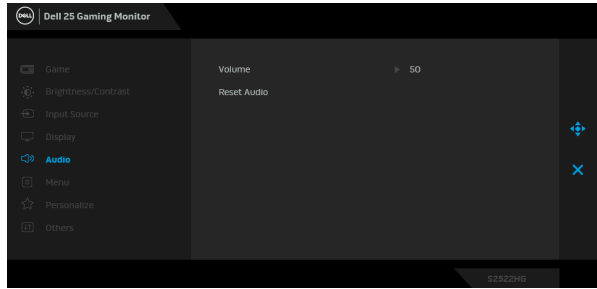 DELL Dell 25 Gaming Monitor
Game
Volume 50
Brightness/Contrast
Reset Audio
Input Source
Display
Audio
Menu
Personalize
Others
S2522HG